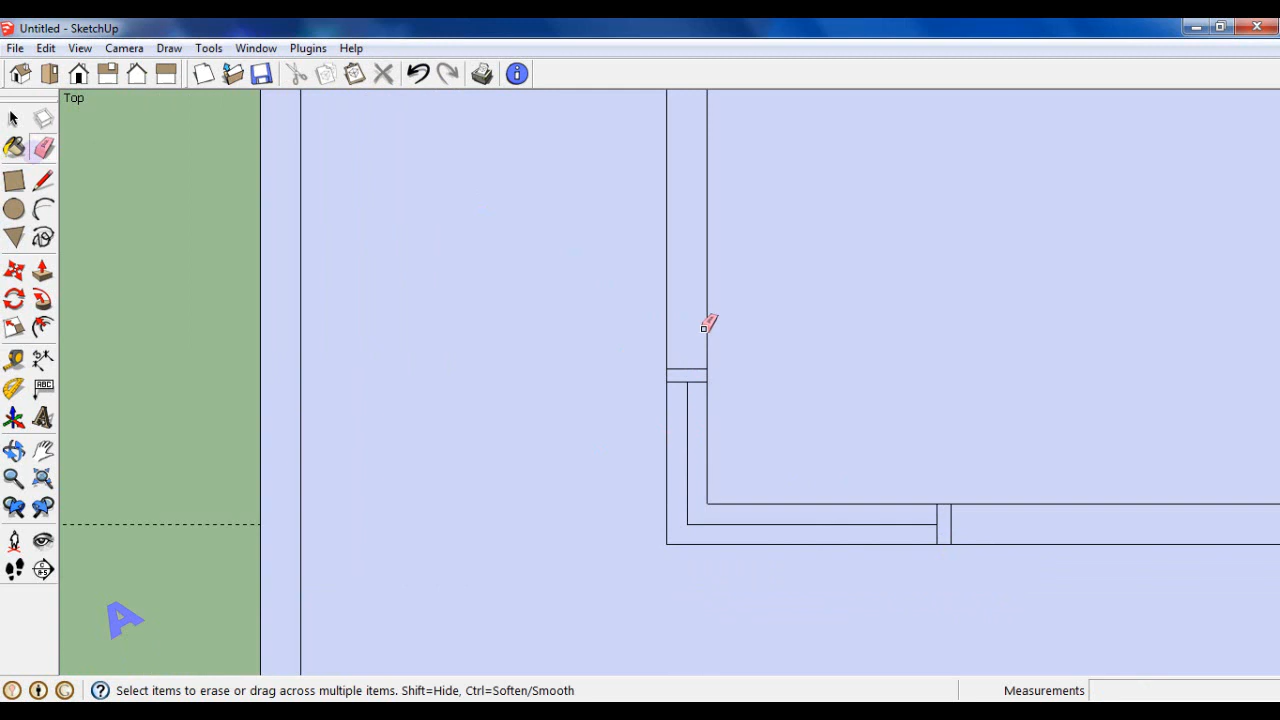 Untitled - SketchUp
File Edit View Camera Draw Tools Window Plugins Help
Top
ABC
A
Select items to erase or drag across multiple items. Shift=Hide, Ctrl=Soften/Smooth
Measurements